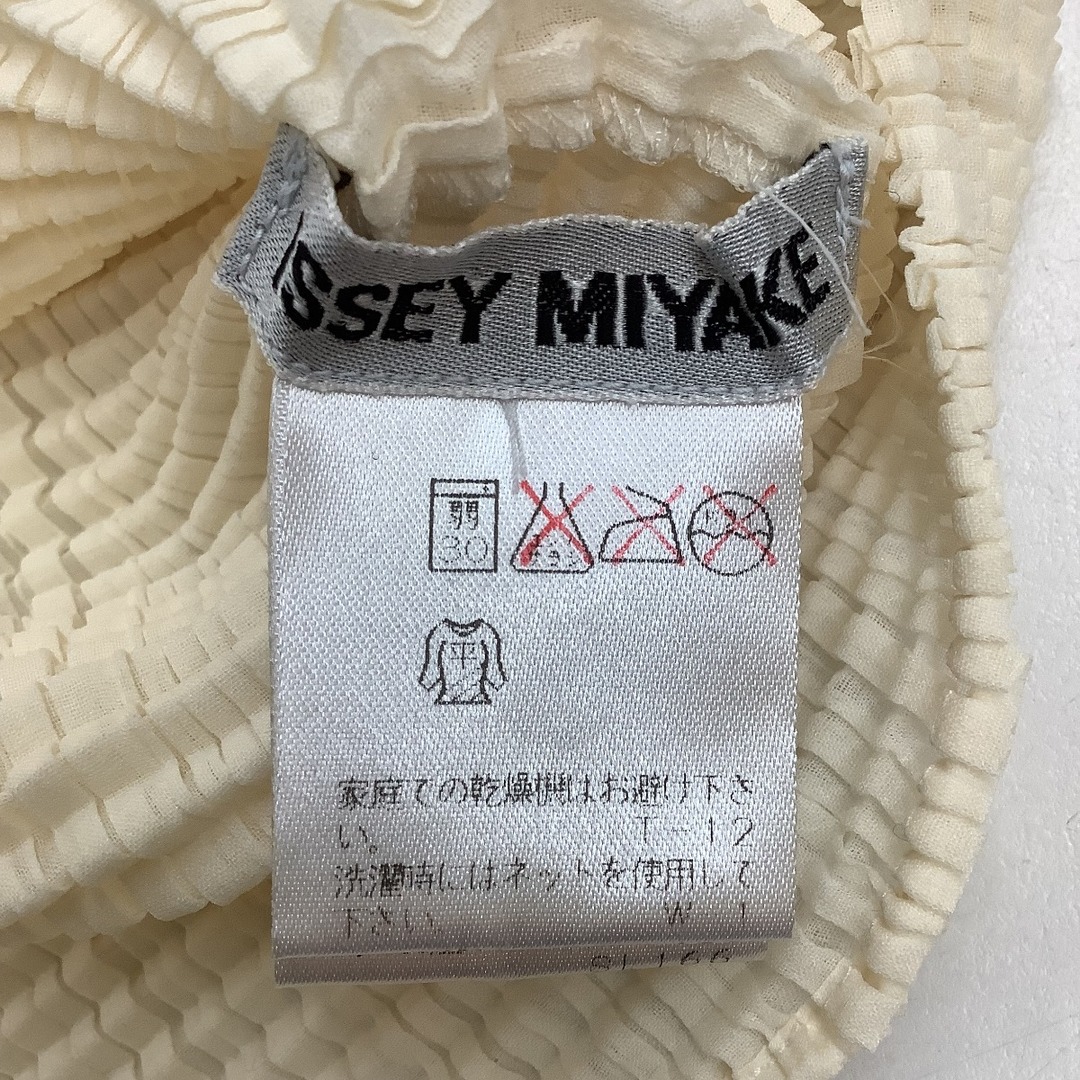 ISSEY MIYAKE
弱
30
平
家庭での乾燥機はお避け下さ
い。 T-12
洗濯時にはネットを使用して
下さい。 W-1